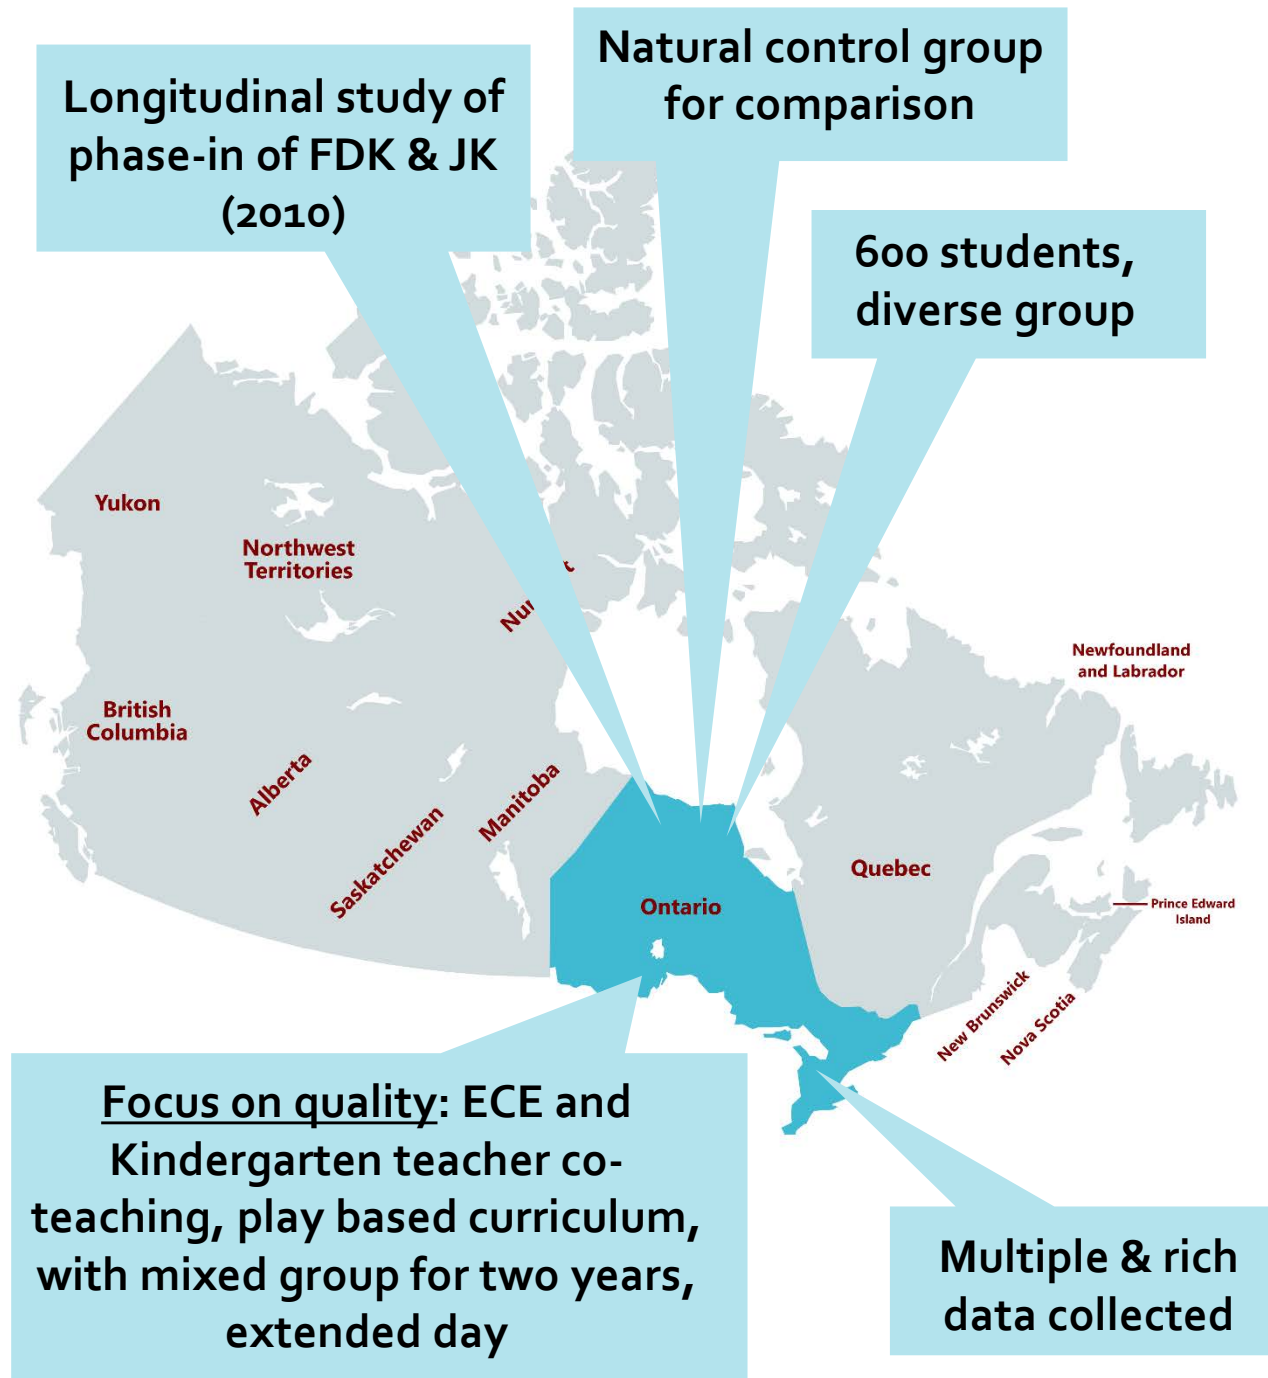 Longitudinal study of
phase-in of FDK & JK
(2010)
Natural control group
for comparison
600 students,
diverse group
Yukon
Northwest
Territories
British
Columbia
Alberta
Saskatchewan
Manitoba
Ontario
Quebec
Newfoundland
and Labrador
Prince Edward
Island
New Brunswick
Nova Scotia
Focus on quality: ECE and
Kindergarten teacher co-
teaching, play based curriculum,
with mixed group for two years,
extended day
Multiple & rich
data collected